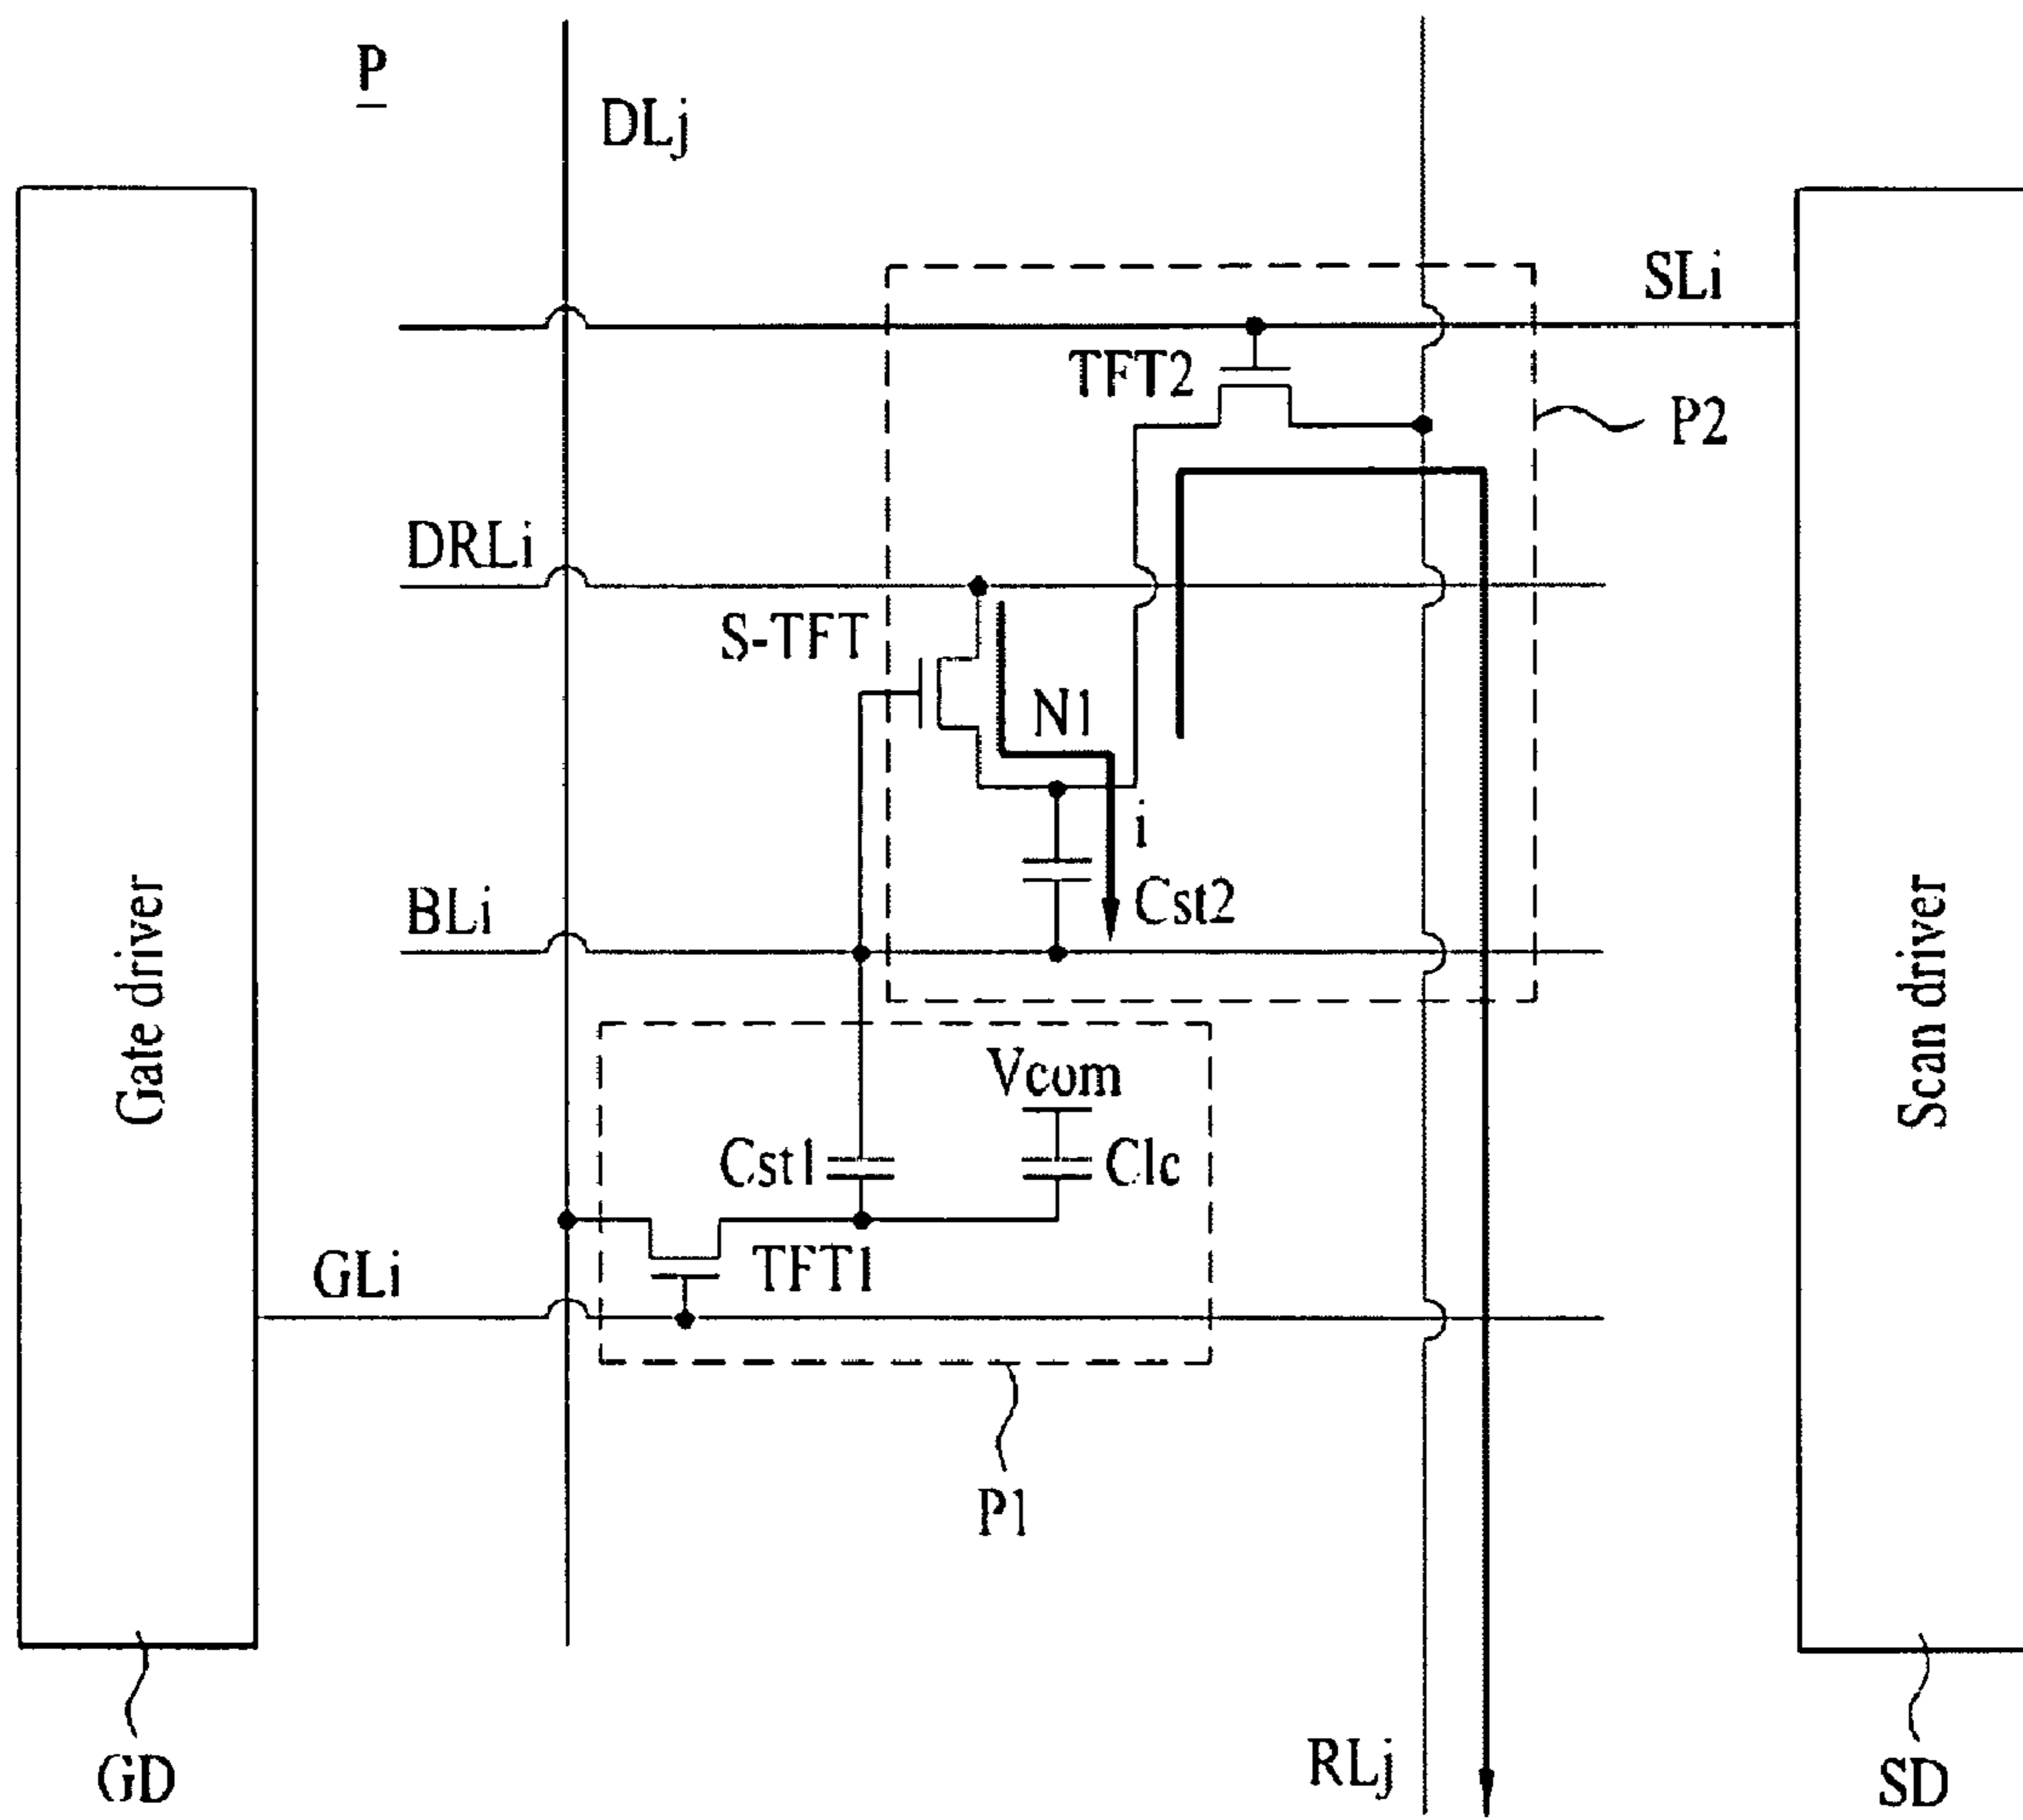 P
DLj
SLi
TFT2
P2
DRLi
S-TFT
N1
i
BLi
Cst2
Gate driver
Scan driver
Vcom
Cst1
Clc
TFT1
GLi
P1
RLj
GD
SD